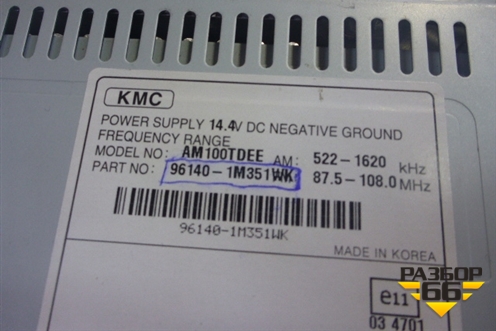 KMC
POWER SUPPLY 14.4V DC NEGATIVE GROUND
FREQUENCY RANGE
MODEL NO: AM100TDEE AM: 522-1620 kHz
PART NO: 96140-1M351WK 87.5-108.0 MHz
96140-1M351WK
MADE IN KOREA
e11
03 4701
РАЗБОР
66